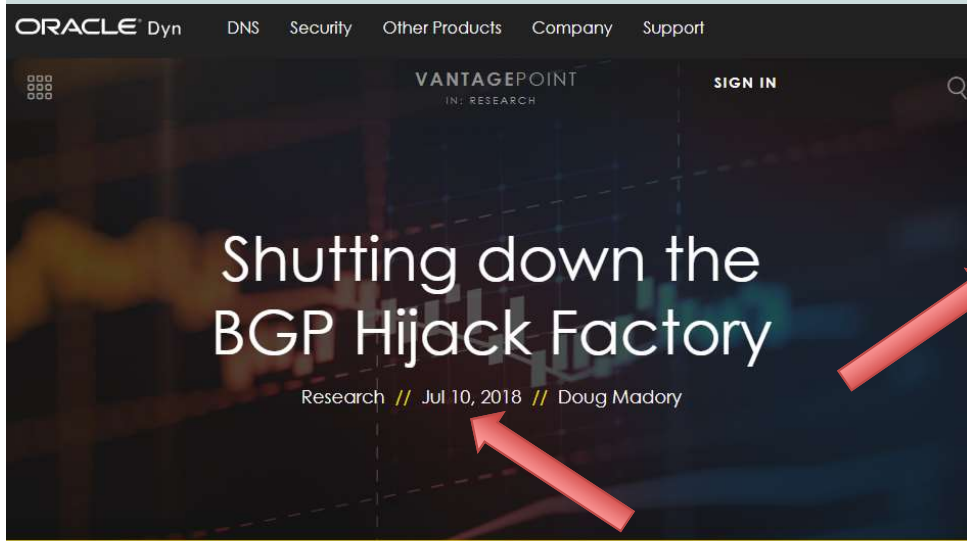 ORACLE Dyn DNS Security Other Products Company Support
VANTAGEPOINT SIGN IN
IN: RESEARCH
Shutting down the
BGP Hijack Factory
Research // Jul 10, 2018 // Doug Madory